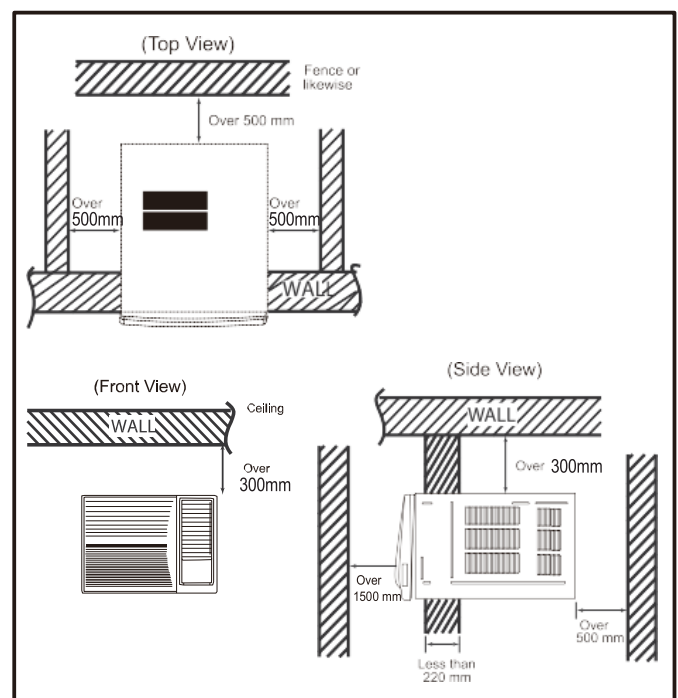 (Top View)
Fence or
likewise
Over 500 mm
Over
500mm
Over
500mm
WALL
(Front View)
Ceiling
WALL
Over
300mm
(Side View)
WALL
Over 300mm
Over
1500 mm
Over
500 mm
Less than
220 mm